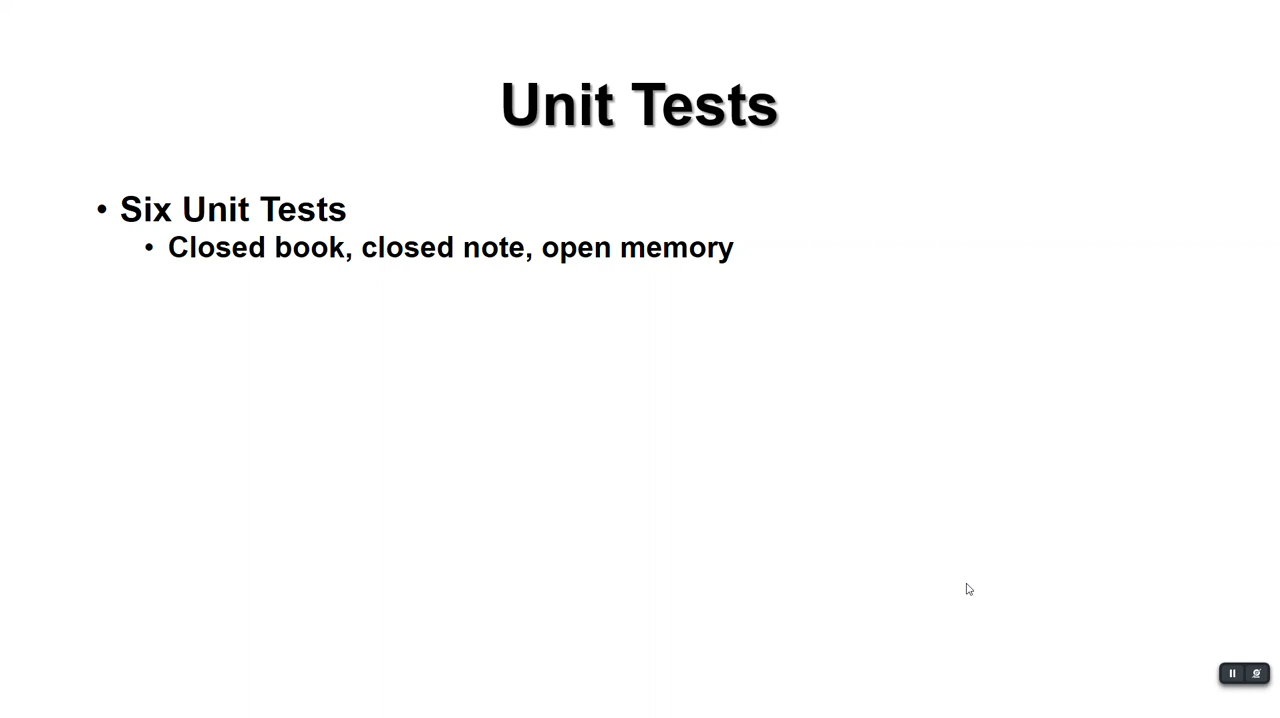 Unit Tests
• Six Unit Tests
• Closed book, closed note, open memory